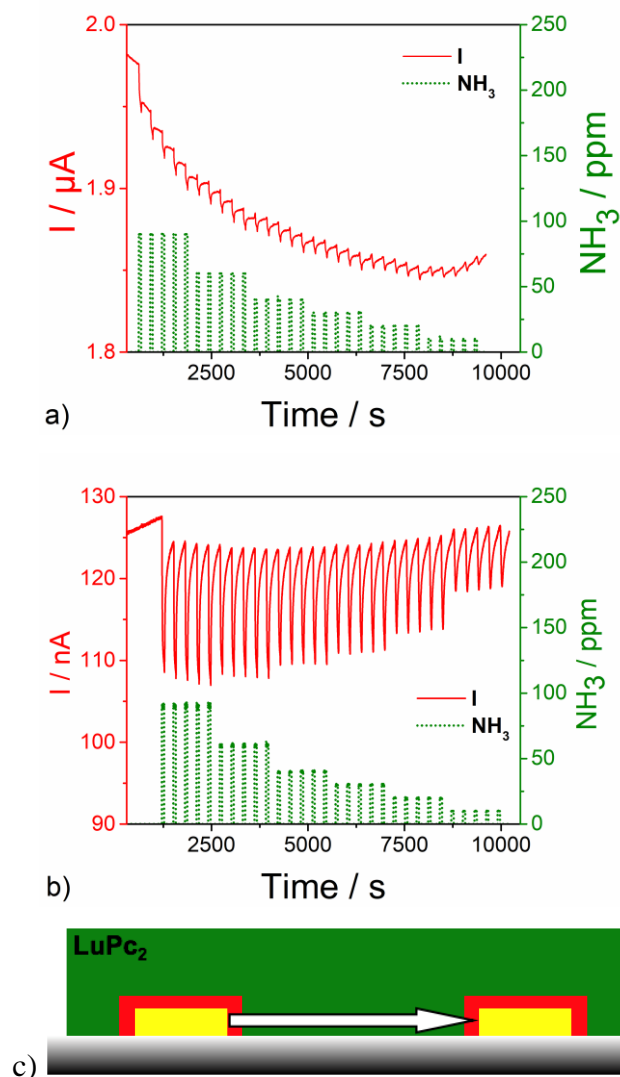 2.0
1.9
1.8
I / µA
I
NH₃
250
200
150
100
50
0
NH₃ / ppm
2500 5000 7500 10000
Time / s
a)
130
120
110
100
90
I / nA
I
NH₃
250
200
150
100
50
0
NH₃ / ppm
2500 5000 7500 10000
Time / s
b)
LuPc₂
c)